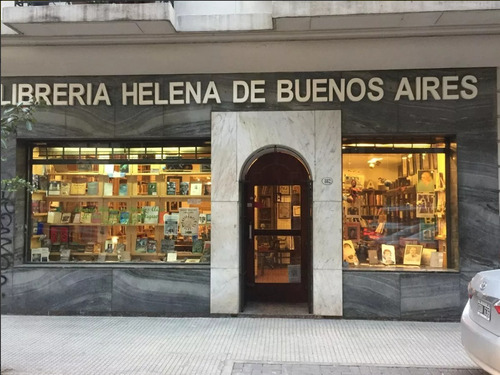 LIBRERIA HELENA DE BUENOS AIRES